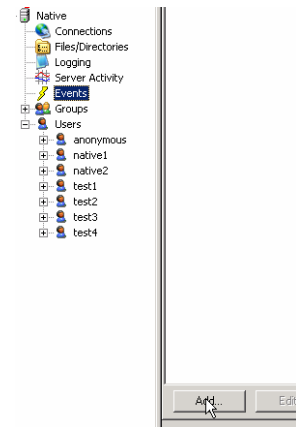 Native
Connections
Files/Directories
Logging
Server Activity
Events
Groups
Users
anonymous
native1
native2
test1
test2
test3
test4
Add...
Edit